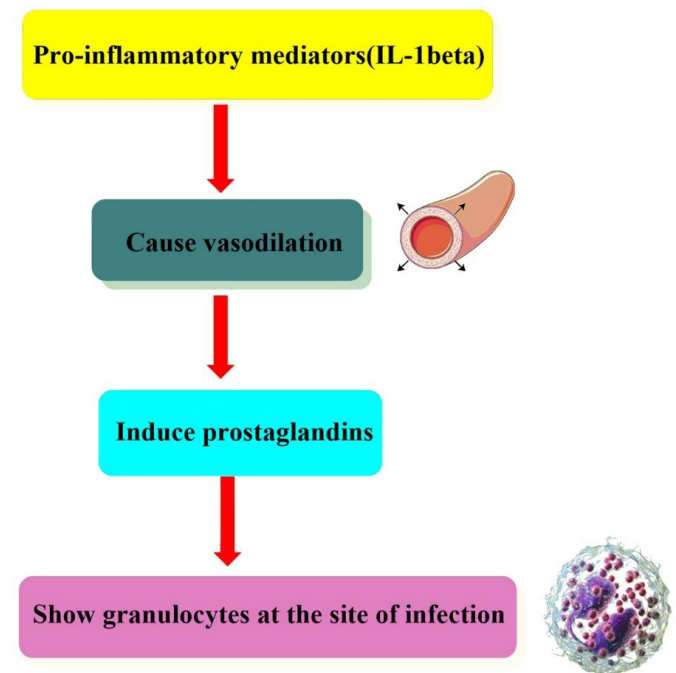 Pro-inflammatory mediators(IL-1beta)
Cause vasodilation
Induce prostaglandins
Show granulocytes at the site of infection